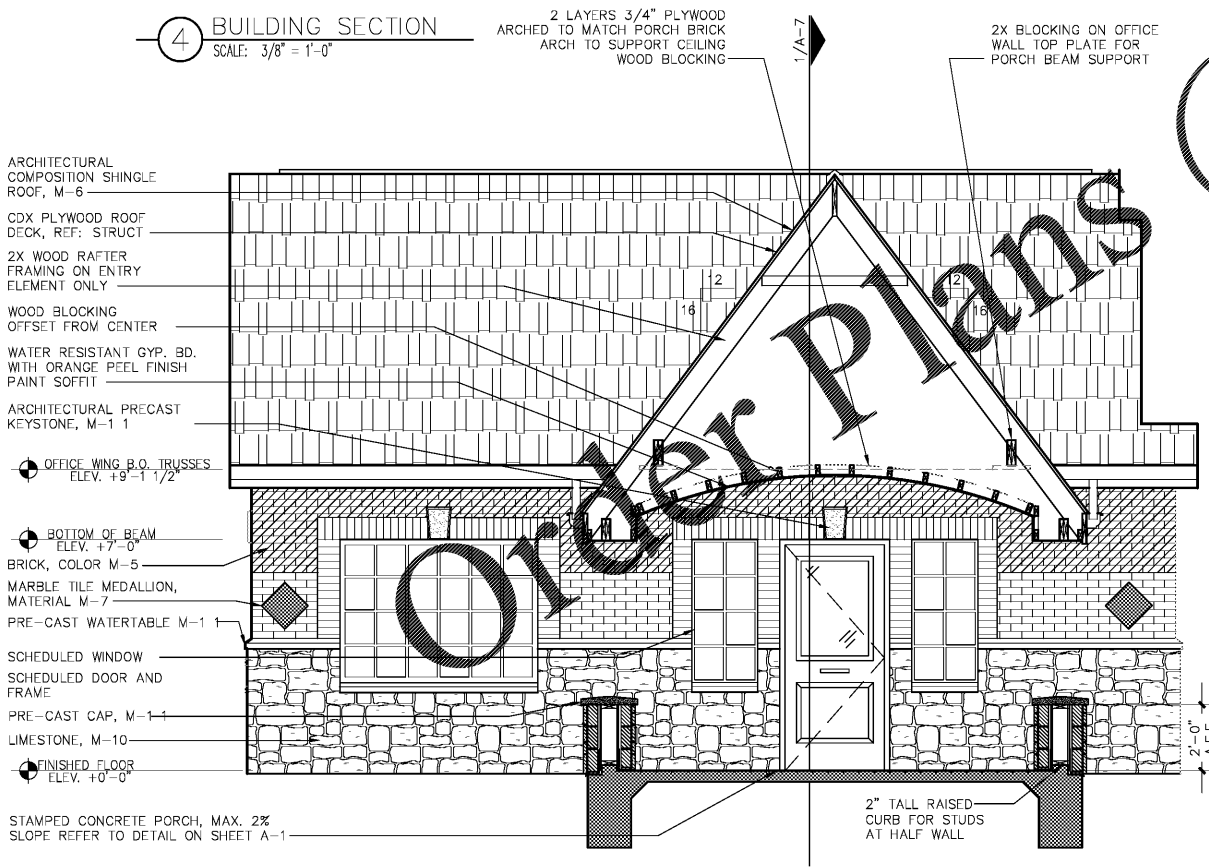 4
BUILDING SECTION
SCALE: 3/8" = 1'-0"
2 LAYERS 3/4" PLYWOOD
ARCHED TO MATCH PORCH BRICK
ARCH TO SUPPORT CEILING
WOOD BLOCKING
1/A-7
2X BLOCKING ON OFFICE
WALL TOP PLATE FOR
PORCH BEAM SUPPORT
ARCHITECTURAL
COMPOSITION SHINGLE
ROOF, M-6
CDX PLYWOOD ROOF
DECK, REF: STRUCT
2X WOOD RAFTER
FRAMING ON ENTRY
ELEMENT ONLY
WOOD BLOCKING
OFFSET FROM CENTER
WATER RESISTANT GYP. BD.
WITH ORANGE PEEL FINISH
PAINT SOFFIT
ARCHITECTURAL PRECAST
KEYSTONE, M-11
OFFICE WING B.O. TRUSSES
ELEV. +9'-1 1/2"
BOTTOM OF BEAM
ELEV. +7'-0"
BRICK, COLOR M-5
MARBLE TILE MEDALLION,
MATERIAL M-7
PRE-CAST WATERTABLE M-11
SCHEDULED WINDOW
SCHEDULED DOOR AND
FRAME
PRE-CAST CAP, M-11
LIMESTONE, M-10
FINISHED FLOOR
ELEV. +0'-0"
STAMPED CONCRETE PORCH, MAX. 2%
SLOPE REFER TO DETAIL ON SHEET A-1
12
16
12
16
Order Plans
2" TALL RAISED
CURB FOR STUDS
AT HALF WALL
2'-0"